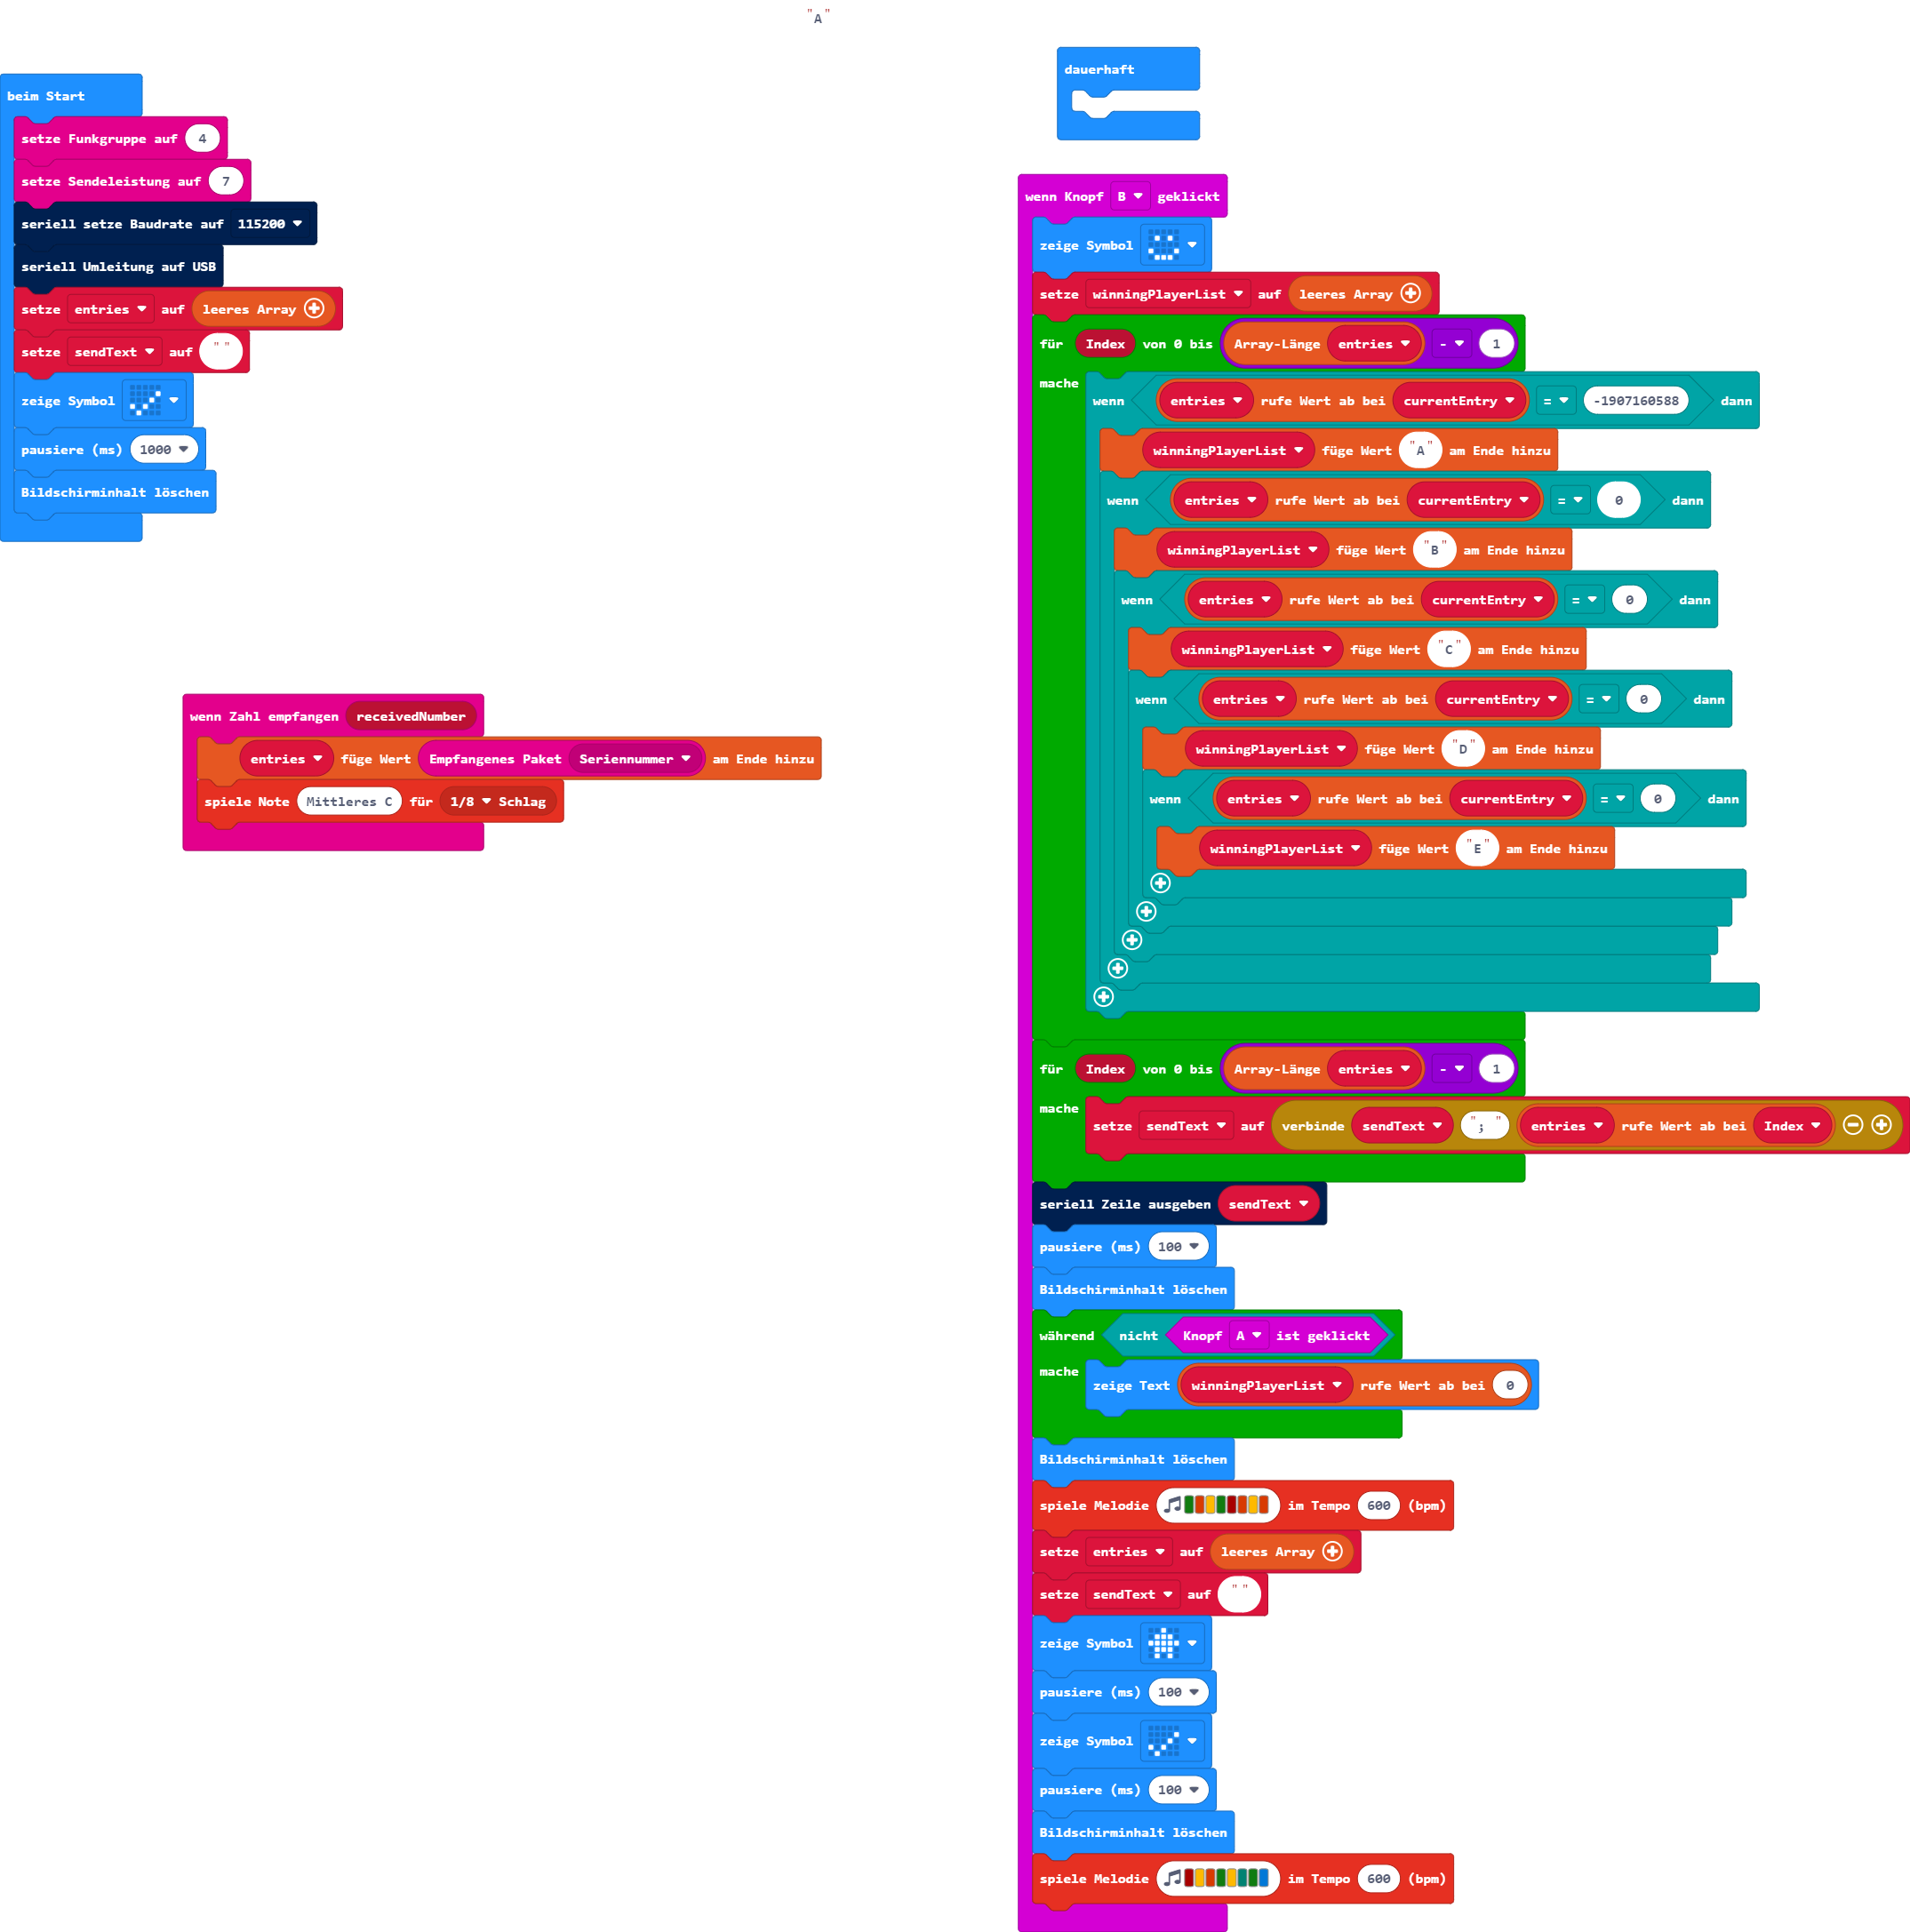 "A"
beim Start
setze Funkgruppe auf 4
setze Sendeleistung auf 7
seriell setze Baudrate auf 115200
seriell Umleitung auf USB
setze entries auf leeres Array
setze sendText auf " "
zeige Symbol
pausiere (ms) 1000
Bildschirminhalt löschen
wenn Zahl empfangen receivedNumber
entries füge Wert Empfangenes Paket Seriennummer am Ende hinzu
spiele Note Mittleres C für 1/8 Schlag
dauerhaft
wenn Knopf B geklickt
zeige Symbol
setze winningPlayerList auf leeres Array
für Index von 0 bis Array-Länge entries - 1
mache
wenn entries rufe Wert ab bei currentEntry = -1907160588 dann
winningPlayerList füge Wert "A" am Ende hinzu
wenn entries rufe Wert ab bei currentEntry = 0 dann
winningPlayerList füge Wert "B" am Ende hinzu
wenn entries rufe Wert ab bei currentEntry = 0 dann
winningPlayerList füge Wert "C" am Ende hinzu
wenn entries rufe Wert ab bei currentEntry = 0 dann
winningPlayerList füge Wert "D" am Ende hinzu
wenn entries rufe Wert ab bei currentEntry = 0 dann
winningPlayerList füge Wert "E" am Ende hinzu
für Index von 0 bis Array-Länge entries - 1
mache
setze sendText auf verbinde sendText "; " entries rufe Wert ab bei Index
seriell Zeile ausgeben sendText
pausiere (ms) 100
Bildschirminhalt löschen
während nicht Knopf A ist geklickt
mache
zeige Text winningPlayerList rufe Wert ab bei 0
Bildschirminhalt löschen
spiele Melodie im Tempo 600 (bpm)
setze entries auf leeres Array
setze sendText auf " "
zeige Symbol
pausiere (ms) 100
zeige Symbol
pausiere (ms) 100
Bildschirminhalt löschen
spiele Melodie im Tempo 600 (bpm)